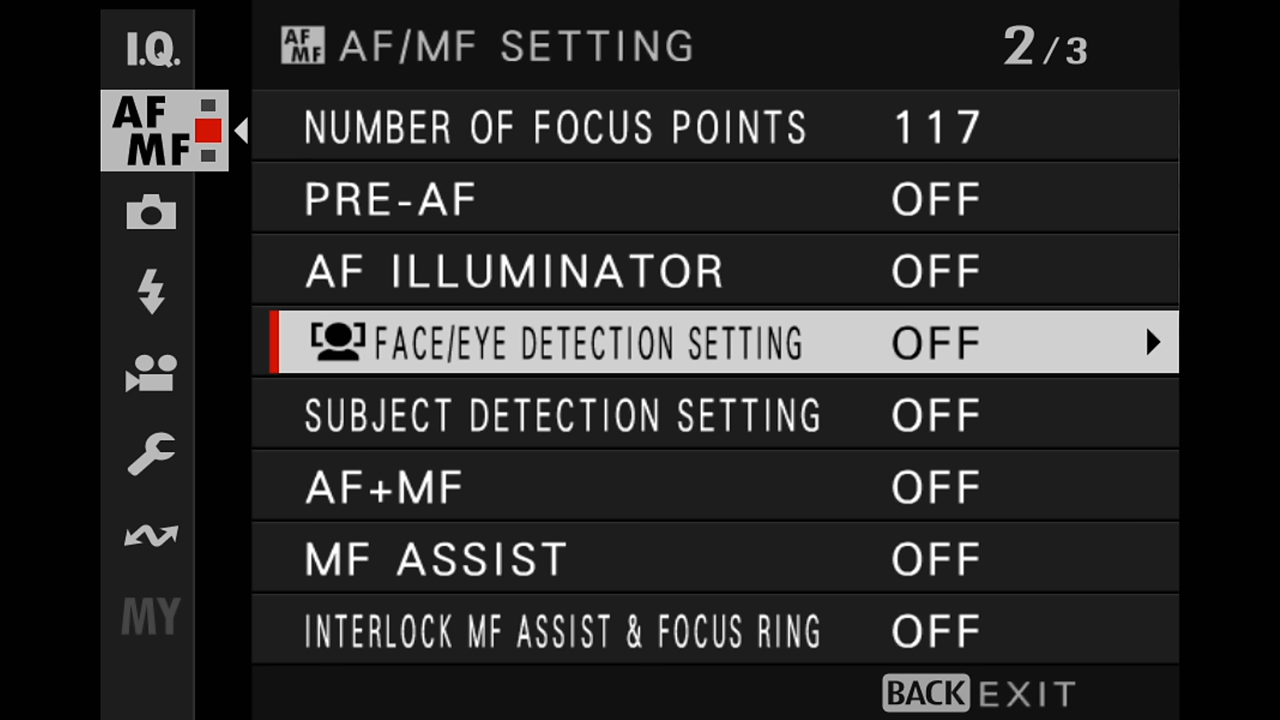 I.Q.
AF
MF
MY
AF MF AF/MF SETTING 2/3
NUMBER OF FOCUS POINTS 117
PRE-AF OFF
AF ILLUMINATOR OFF
FACE/EYE DETECTION SETTING OFF
SUBJECT DETECTION SETTING OFF
AF+MF OFF
MF ASSIST OFF
INTERLOCK MF ASSIST & FOCUS RING OFF
BACK EXIT